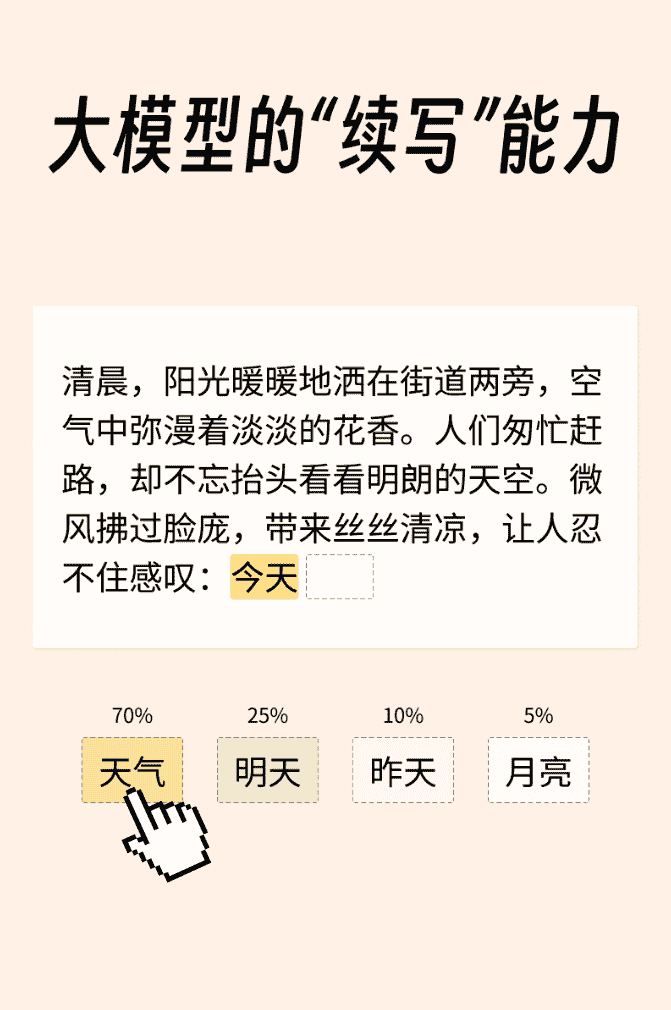 大模型的“续写”能力
清晨，阳光暖暖地洒在街道两旁，空
气中弥漫着淡淡的花香。人们匆忙赶
路，却不忘抬头看看明朗的天空。微
风拂过脸庞，带来丝丝清凉，让人忍
不住感叹：今天
70% 25% 10% 5%
天气 明天 昨天 月亮